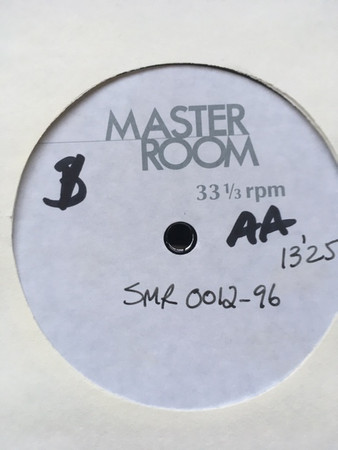 MASTER
ROOM
B
33 1/3 rpm
AA
13'25
SMR 0012-96